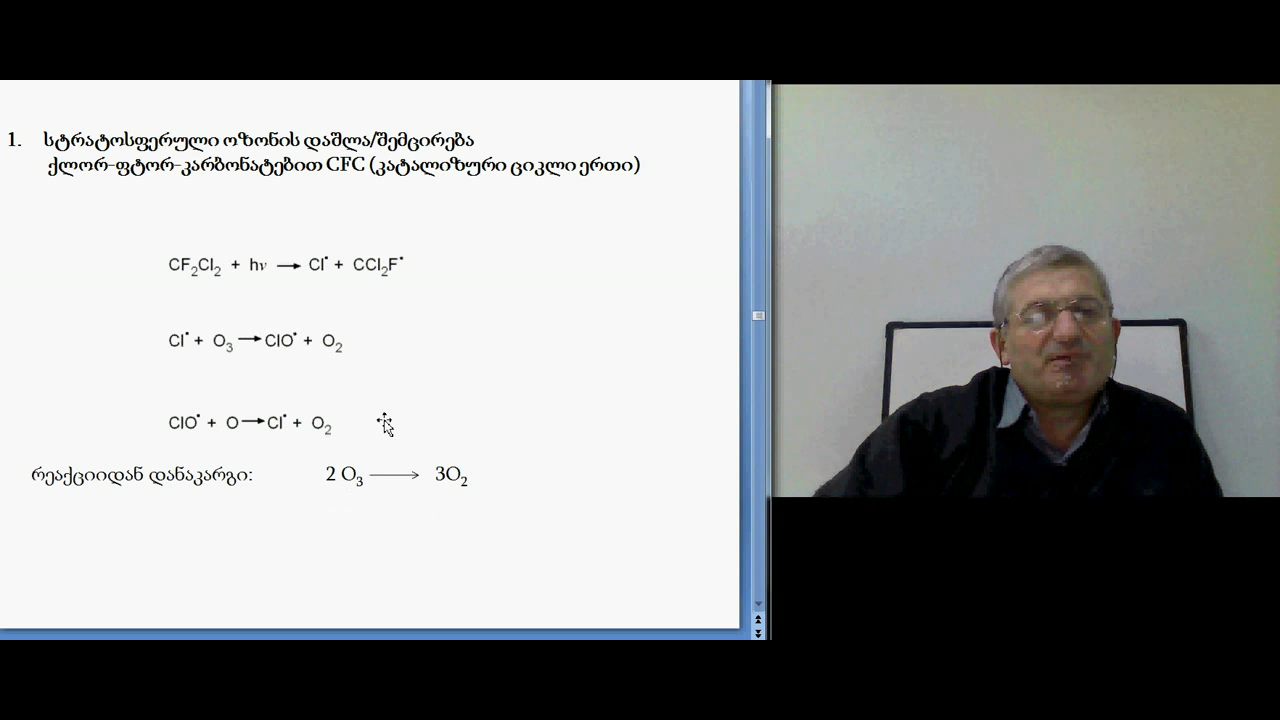 1. სტრატოსფერული ოზონის დაშლა/შემცირება
ქლორ-ფტორ-კარბონატებით CFC (კატალიზური ციკლი ერთი)
CF₂Cl₂ + hν → Cl• + CCl₂F•
Cl• + O₃ → ClO• + O₂
ClO• + O → Cl• + O₂
რეაქციიდან დანაკარგი: 2 O₃ → 3O₂